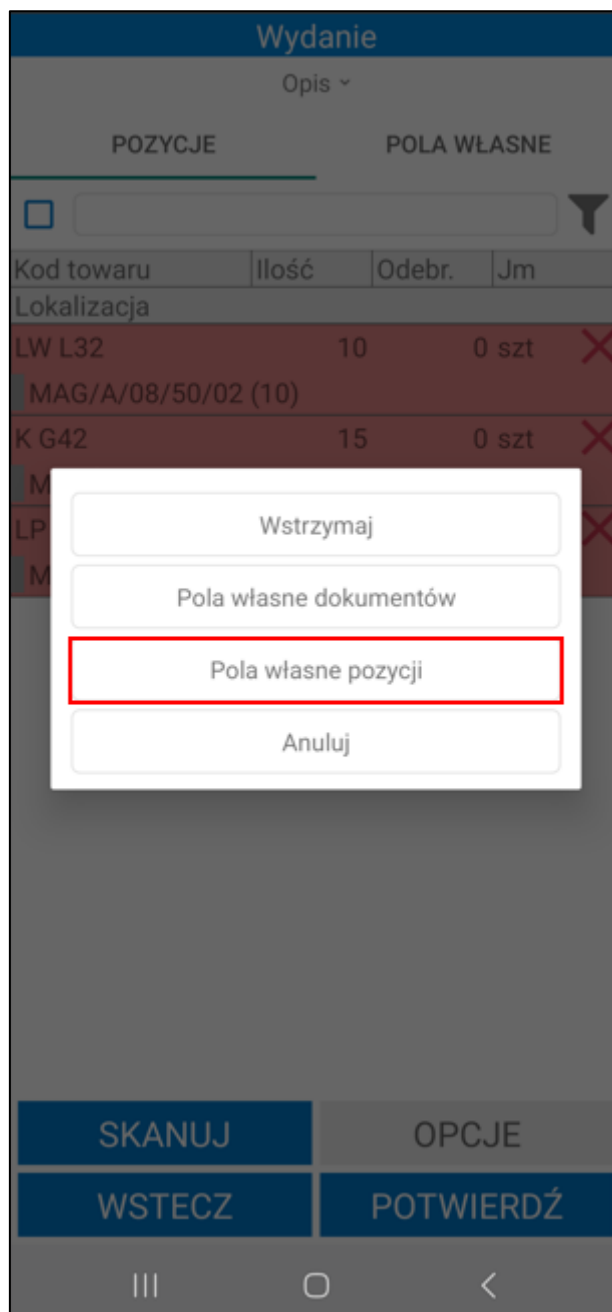 Wydanie
Opis
POZYCJE POLA WŁASNE
Kod towaru Ilość Odebr. Jm
Lokalizacja
LW L32 10 0 szt
MAG/A/08/50/02 (10)
K G42 15 0 szt
M
LP
M
Wstrzymaj
Pola własne dokumentów
Pola własne pozycji
Anuluj
SKANUJ OPCJE
WSTECZ POTWIERDŹ